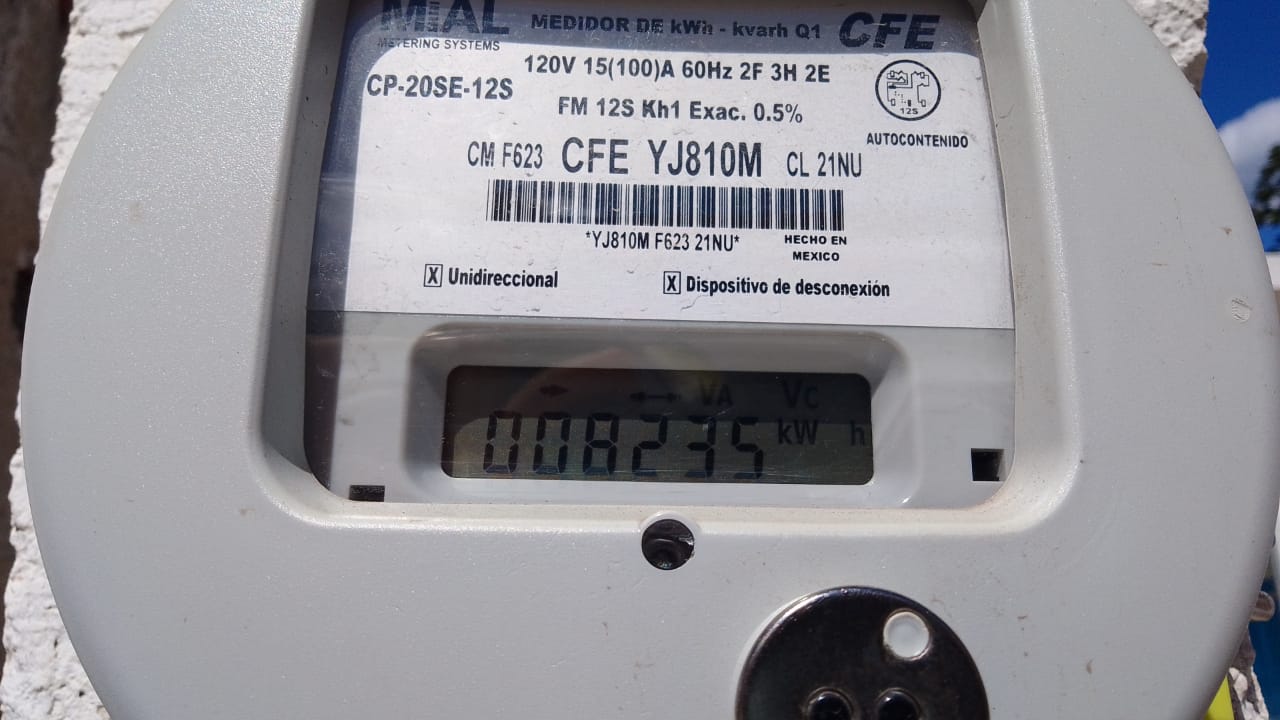 MIAL
METERING SYSTEMS
MEDIDOR DE kWh - kvarh Q1
CFE
120V 15(100)A 60Hz 2F 3H 2E
CP-20SE-12S
FM 12S Kh1 Exac. 0.5%
12S
AUTOCONTENIDO
CM F623 CFE YJ810M CL 21NU
*YJ810M F623 21NU*
HECHO EN
MEXICO
X Unidireccional
X Dispositivo de desconexión
VA Vc
008235 kW h